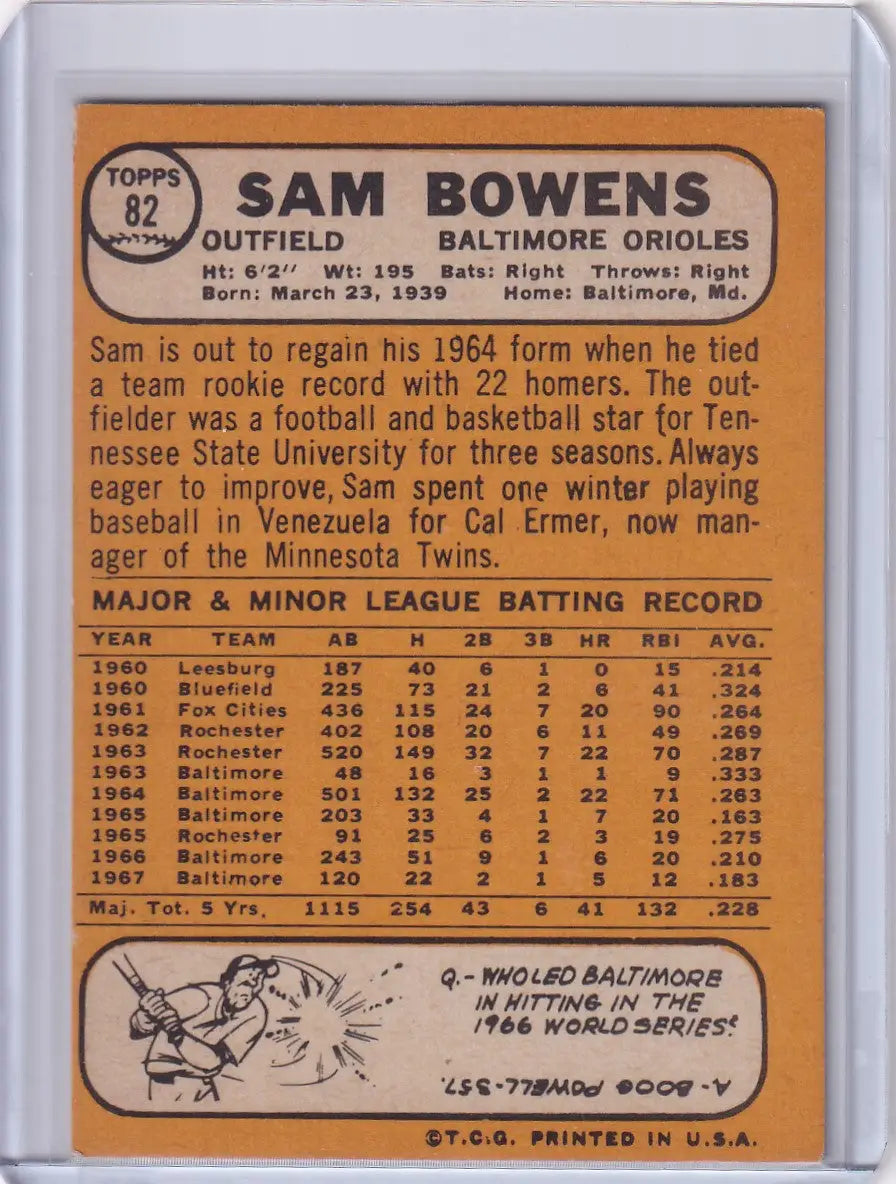 TOPPS
82
SAM BOWENS
OUTFIELD BALTIMORE ORIOLES
Ht: 6'2" Wt: 195 Bats: Right Throws: Right
Born: March 23, 1939 Home: Baltimore, Md.
Sam is out to regain his 1964 form when he tied
a team rookie record with 22 homers. The out-
fielder was a football and basketball star for Ten-
nessee State University for three seasons. Always
eager to improve, Sam spent one winter playing
baseball in Venezuela for Cal Ermer, now man-
ager of the Minnesota Twins.
MAJOR & MINOR LEAGUE BATTING RECORD
YEAR TEAM AB H 2B 3B HR RBI AVG.
1960 Leesburg 187 40 6 1 0 15 .214
1960 Bluefield 225 73 21 2 6 41 .324
1961 Fox Cities 436 115 24 7 20 90 .264
1962 Rochester 402 108 20 6 11 49 .269
1963 Rochester 520 149 32 7 22 70 .287
1963 Baltimore 48 16 3 1 1 9 .333
1964 Baltimore 501 132 25 2 22 71 .263
1965 Baltimore 203 33 4 1 7 20 .163
1965 Rochester 91 25 6 2 3 19 .275
1966 Baltimore 243 51 9 1 6 20 .210
1967 Baltimore 120 22 2 1 5 12 .183
Maj. Tot. 5 Yrs. 1115 254 43 6 41 132 .228
Q.- WHO LED BALTIMORE
IN HITTING IN THE
1966 WORLD SERIES?
A- BOOG POWELL-.357.
©T.C.G. PRINTED IN U.S.A.